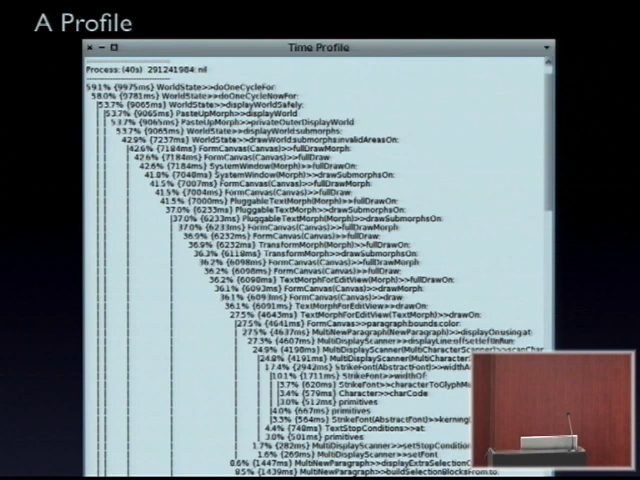 A Profile
Time Profile
Process: (40s) 291241984: nil
59.1% {9975ms} WorldState>>doOneCycleFor:
58.0% {9781ms} WorldState>>doOneCycleNowFor:
|53.7% {9065ms} WorldState>>displayWorldSafely:
|53.7% {9065ms} PasteUpMorph>>displayWorld
53.7% {9065ms} PasteUpMorph>>privateOuterDisplayWorld
53.7% {9065ms} WorldState>>displayWorld:submorphs:
42.9% {7237ms} WorldState>>drawWorld:submorphs:invalidAreasOn:
|42.6% {7184ms} FormCanvas(Canvas)>>fullDrawMorph:
42.6% {7184ms} FormCanvas(Canvas)>>fullDraw:
42.6% {7184ms} SystemWindow(Morph)>>fullDrawOn:
41.8% {7048ms} SystemWindow(Morph)>>drawSubmorphsOn:
41.5% {7007ms} FormCanvas(Canvas)>>fullDrawMorph:
41.5% {7004ms} FormCanvas(Canvas)>>fullDraw:
41.5% {7000ms} PluggableTextMorph(Morph)>>fullDrawOn:
37.0% {6233ms} PluggableTextMorph>>drawSubmorphsOn:
|37.0% {6233ms} PluggableTextMorph(Morph)>>drawSubmorphsOn:
37.0% {6233ms} FormCanvas(Canvas)>>fullDrawMorph:
36.9% {6232ms} FormCanvas(Canvas)>>fullDraw:
36.9% {6232ms} TransformMorph(Morph)>>fullDrawOn:
36.3% {6118ms} TransformMorph>>drawSubmorphsOn:
36.2% {6098ms} FormCanvas(Canvas)>>fullDrawMorph:
36.2% {6098ms} FormCanvas(Canvas)>>fullDraw:
36.2% {6098ms} TextMorphForEditView(Morph)>>fullDrawOn:
36.1% {6093ms} FormCanvas(Canvas)>>drawMorph:
36.1% {6093ms} FormCanvas(Canvas)>>draw:
36.1% {6091ms} TextMorphForEditView>>drawOn:
27.5% {4643ms} TextMorphForEditView(TextMorph)>>drawOn:
|27.5% {4641ms} FormCanvas>>paragraph:bounds:color:
27.5% {4637ms} MultiNewParagraph(NewParagraph)>>displayOn:using:at:
27.3% {4607ms} MultiDisplayScanner>>displayLine:offset:leftInRun:
24.9% {4198ms} MultiDisplayScanner(MultiCharacterScanner)>>scanChar
|24.8% {4191ms} MultiDisplayScanner(MultiCharacter
17.4% {2942ms} StrikeFont(AbstractFont)>>widthA
|10.1% {1711ms} StrikeFont>>widthOf:
|3.7% {620ms} StrikeFont>>characterToGlyphM
|3.4% {579ms} Character>>charCode
|3.0% {512ms} primitives
|4.0% {667ms} primitives
|3.3% {564ms} StrikeFont(AbstractFont)>>kerning
4.4% {748ms} TextStopConditions>>at:
3.0% {501ms} primitives
1.7% {282ms} MultiDisplayScanner>>setStopCondition
1.6% {269ms} MultiDisplayScanner>>setFont
8.6% {1447ms} MultiNewParagraph>>displayExtraSelectionC
8.5% {1439ms} MultiNewParagraph>>buildSelectionBlocksFrom:to: